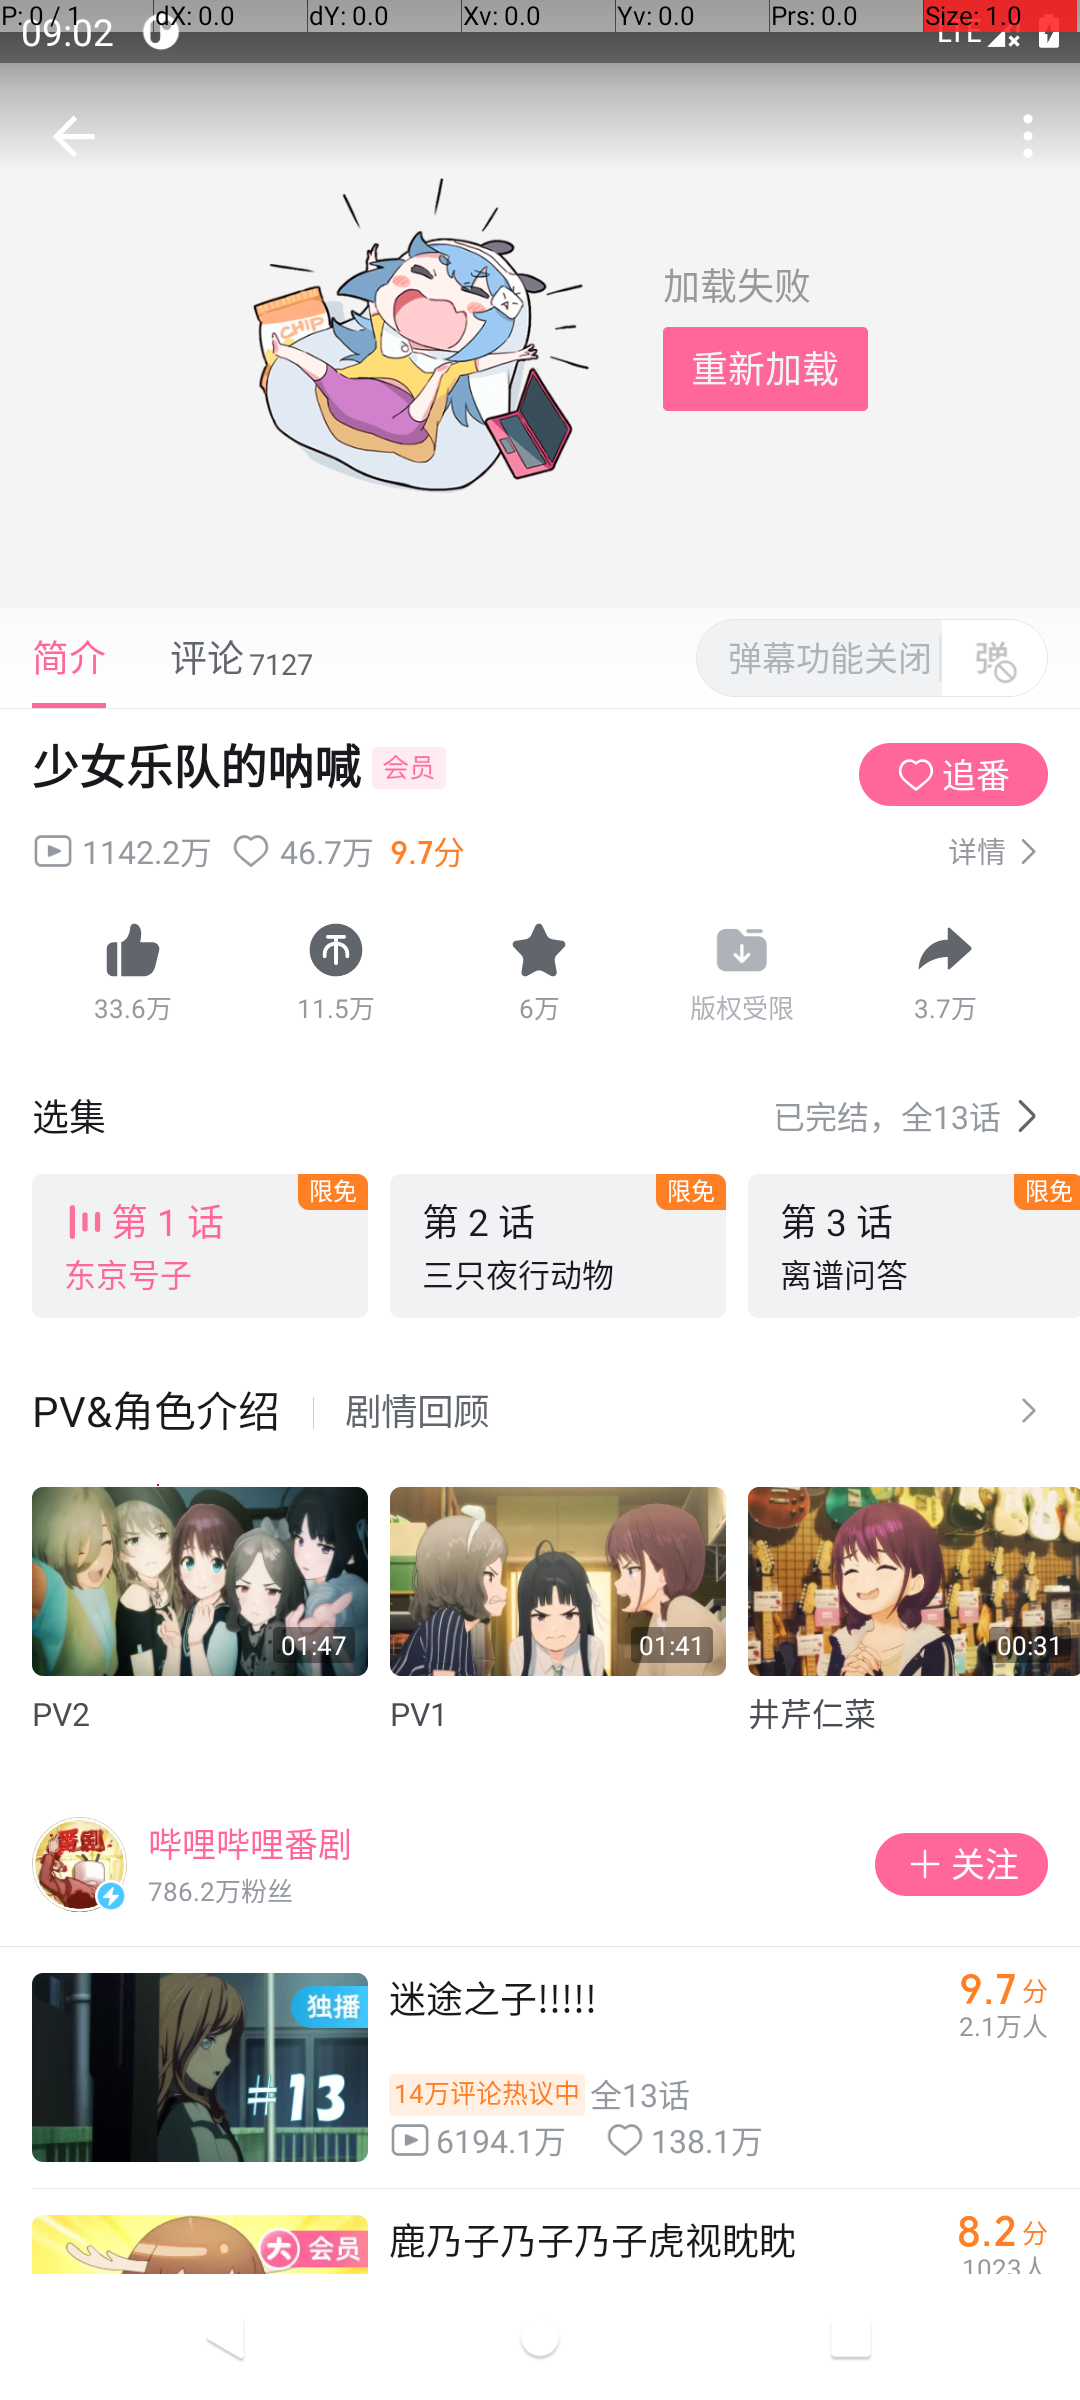 P: 0 / 1
dX: 0.0
dY: 0.0
Xv: 0.0
Yv: 0.0
Prs: 0.0
Size: 1.0
09:02
LTE
CHIP
加载失败
重新加载
简介
评论 7127
弹幕功能关闭
弹
少女乐队的呐喊 会员
追番
1142.2万 46.7万 9.7分
详情
33.6万
11.5万
6万
版权受限
3.7万
选集
已完结，全13话
第 1 话 限免
东京号子
第 2 话 限免
三只夜行动物
第 3 话 限免
离谱问答
PV&角色介绍
剧情回顾
01:47
01:41
00:31
PV2
PV1
井芹仁菜
番剧
哔哩哔哩番剧
786.2万粉丝
关注
独播
#13
迷途之子!!!!!
9.7分
2.1万人
14万评论热议中 全13话
6194.1万 138.1万
大会员
鹿乃子乃子乃子虎视眈眈
8.2分
1023人